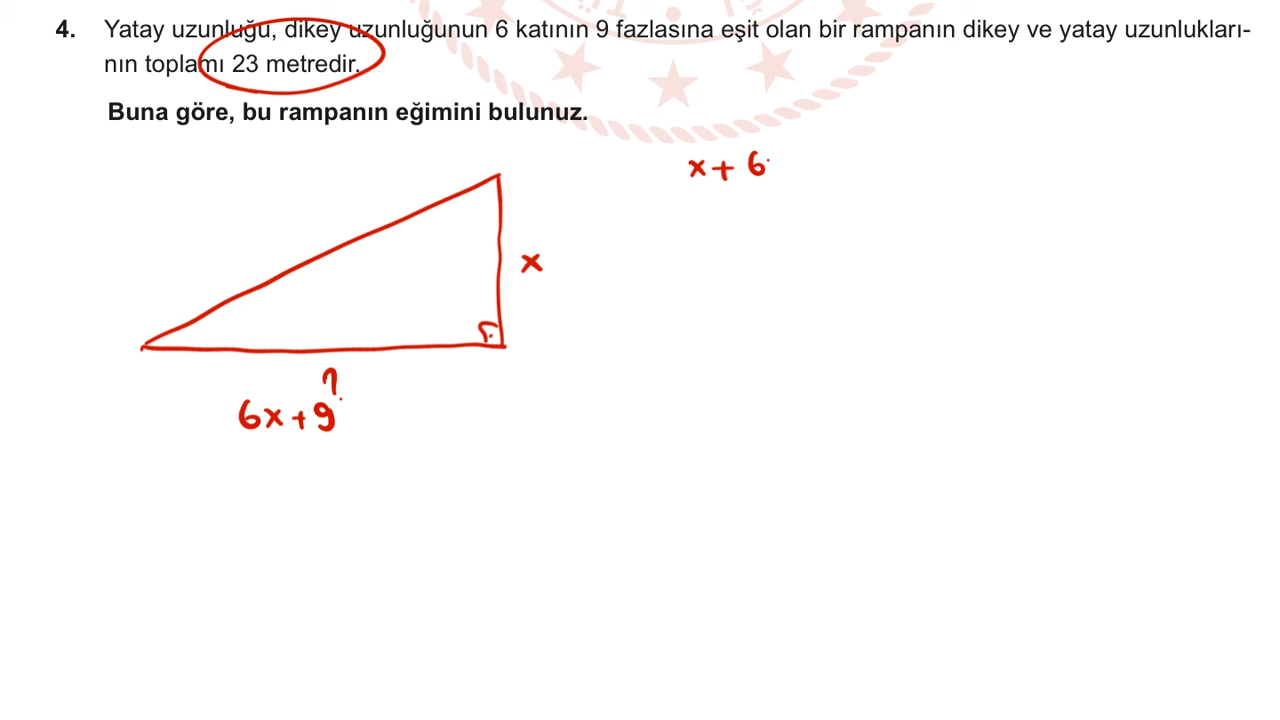 4. Yatay uzunluğu, dikey uzunluğunun 6 katının 9 fazlasına eşit olan bir rampanın dikey ve yatay uzunlukları-
nın toplamı 23 metredir.
Buna göre, bu rampanın eğimini bulunuz.
x + 6
x
?
6x + 9